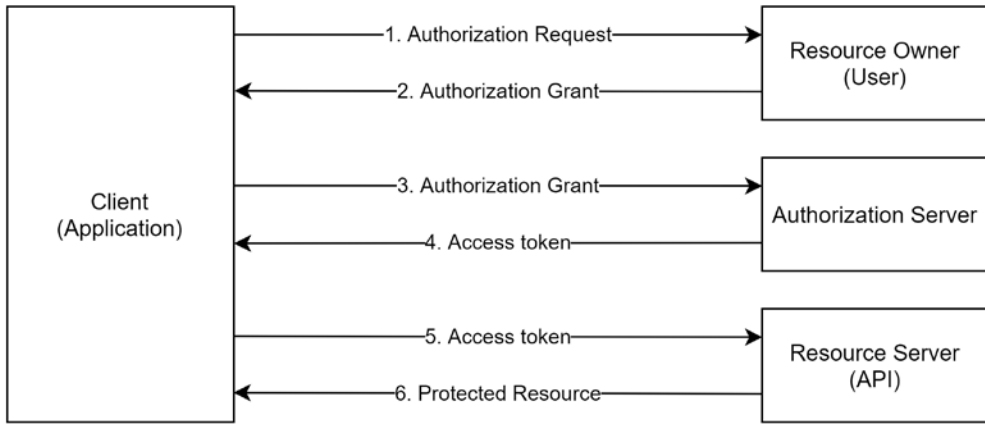 1. Authorization Request
Resource Owner
(User)
2. Authorization Grant
Client
(Application)
3. Authorization Grant
Authorization Server
4. Access token
5. Access token
Resource Server
(API)
6. Protected Resource